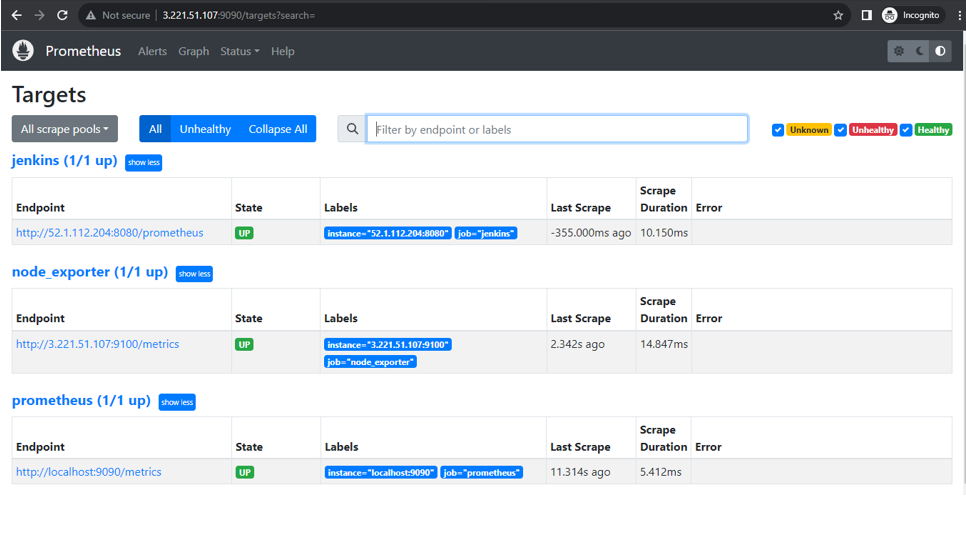 Not secure 3.221.51.107:9090/targets?search= Incognito
Prometheus Alerts Graph Status Help
Targets
All scrape pools All Unhealthy Collapse All Filter by endpoint or labels Unknown Unhealthy Healthy
jenkins (1/1 up) show less
Endpoint State Labels Last Scrape Scrape Duration Error
http://52.1.112.204:8080/prometheus UP instance="52.1.112.204:8080" job="jenkins" -355.000ms ago 10.150ms
node_exporter (1/1 up) show less
Endpoint State Labels Last Scrape Scrape Duration Error
http://3.221.51.107:9100/metrics UP instance="3.221.51.107:9100" 2.342s ago 14.847ms
job="node_exporter"
prometheus (1/1 up) show less
Endpoint State Labels Last Scrape Scrape Duration Error
http://localhost:9090/metrics UP instance="localhost:9090" job="prometheus" 11.314s ago 5.412ms